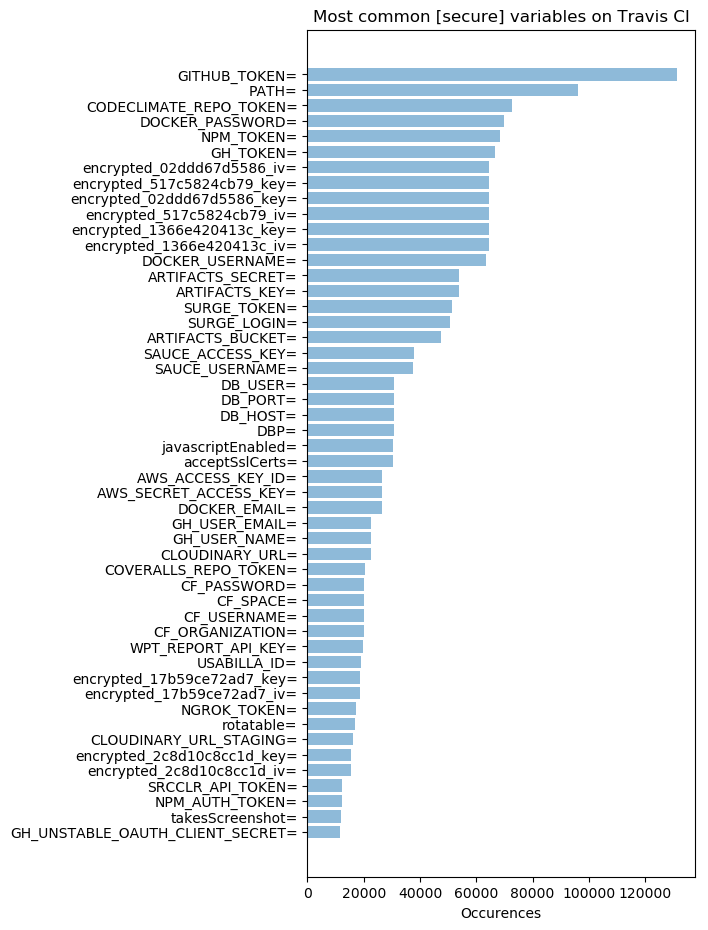 Most common [secure] variables on Travis CI
GITHUB_TOKEN=
PATH=
CODECLIMATE_REPO_TOKEN=
DOCKER_PASSWORD=
NPM_TOKEN=
GH_TOKEN=
encrypted_02ddd67d5586_iv=
encrypted_517c5824cb79_key=
encrypted_02ddd67d5586_key=
encrypted_517c5824cb79_iv=
encrypted_1366e420413c_key=
encrypted_1366e420413c_iv=
DOCKER_USERNAME=
ARTIFACTS_SECRET=
ARTIFACTS_KEY=
SURGE_TOKEN=
SURGE_LOGIN=
ARTIFACTS_BUCKET=
SAUCE_ACCESS_KEY=
SAUCE_USERNAME=
DB_USER=
DB_PORT=
DB_HOST=
DBP=
javascriptEnabled=
acceptSslCerts=
AWS_ACCESS_KEY_ID=
AWS_SECRET_ACCESS_KEY=
DOCKER_EMAIL=
GH_USER_EMAIL=
GH_USER_NAME=
CLOUDINARY_URL=
COVERALLS_REPO_TOKEN=
CF_PASSWORD=
CF_SPACE=
CF_USERNAME=
CF_ORGANIZATION=
WPT_REPORT_API_KEY=
USABILLA_ID=
encrypted_17b59ce72ad7_key=
encrypted_17b59ce72ad7_iv=
NGROK_TOKEN=
rotatable=
CLOUDINARY_URL_STAGING=
encrypted_2c8d10c8cc1d_key=
encrypted_2c8d10c8cc1d_iv=
SRCCLR_API_TOKEN=
NPM_AUTH_TOKEN=
takesScreenshot=
GH_UNSTABLE_OAUTH_CLIENT_SECRET=
0 20000 40000 60000 80000 100000 120000
Occurences